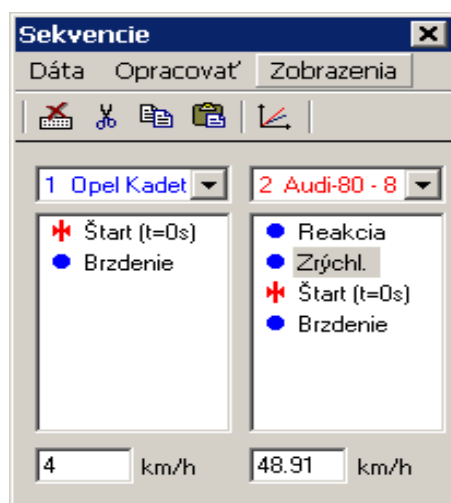 Sekvencie
Dáta Opracovať Zobrazenia
1 Opel Kadet 2 Audi-80 - 8
Štart (t=0s)
Brzdenie
Reakcia
Zrýchl.
Štart (t=0s)
Brzdenie
4 km/h 48.91 km/h